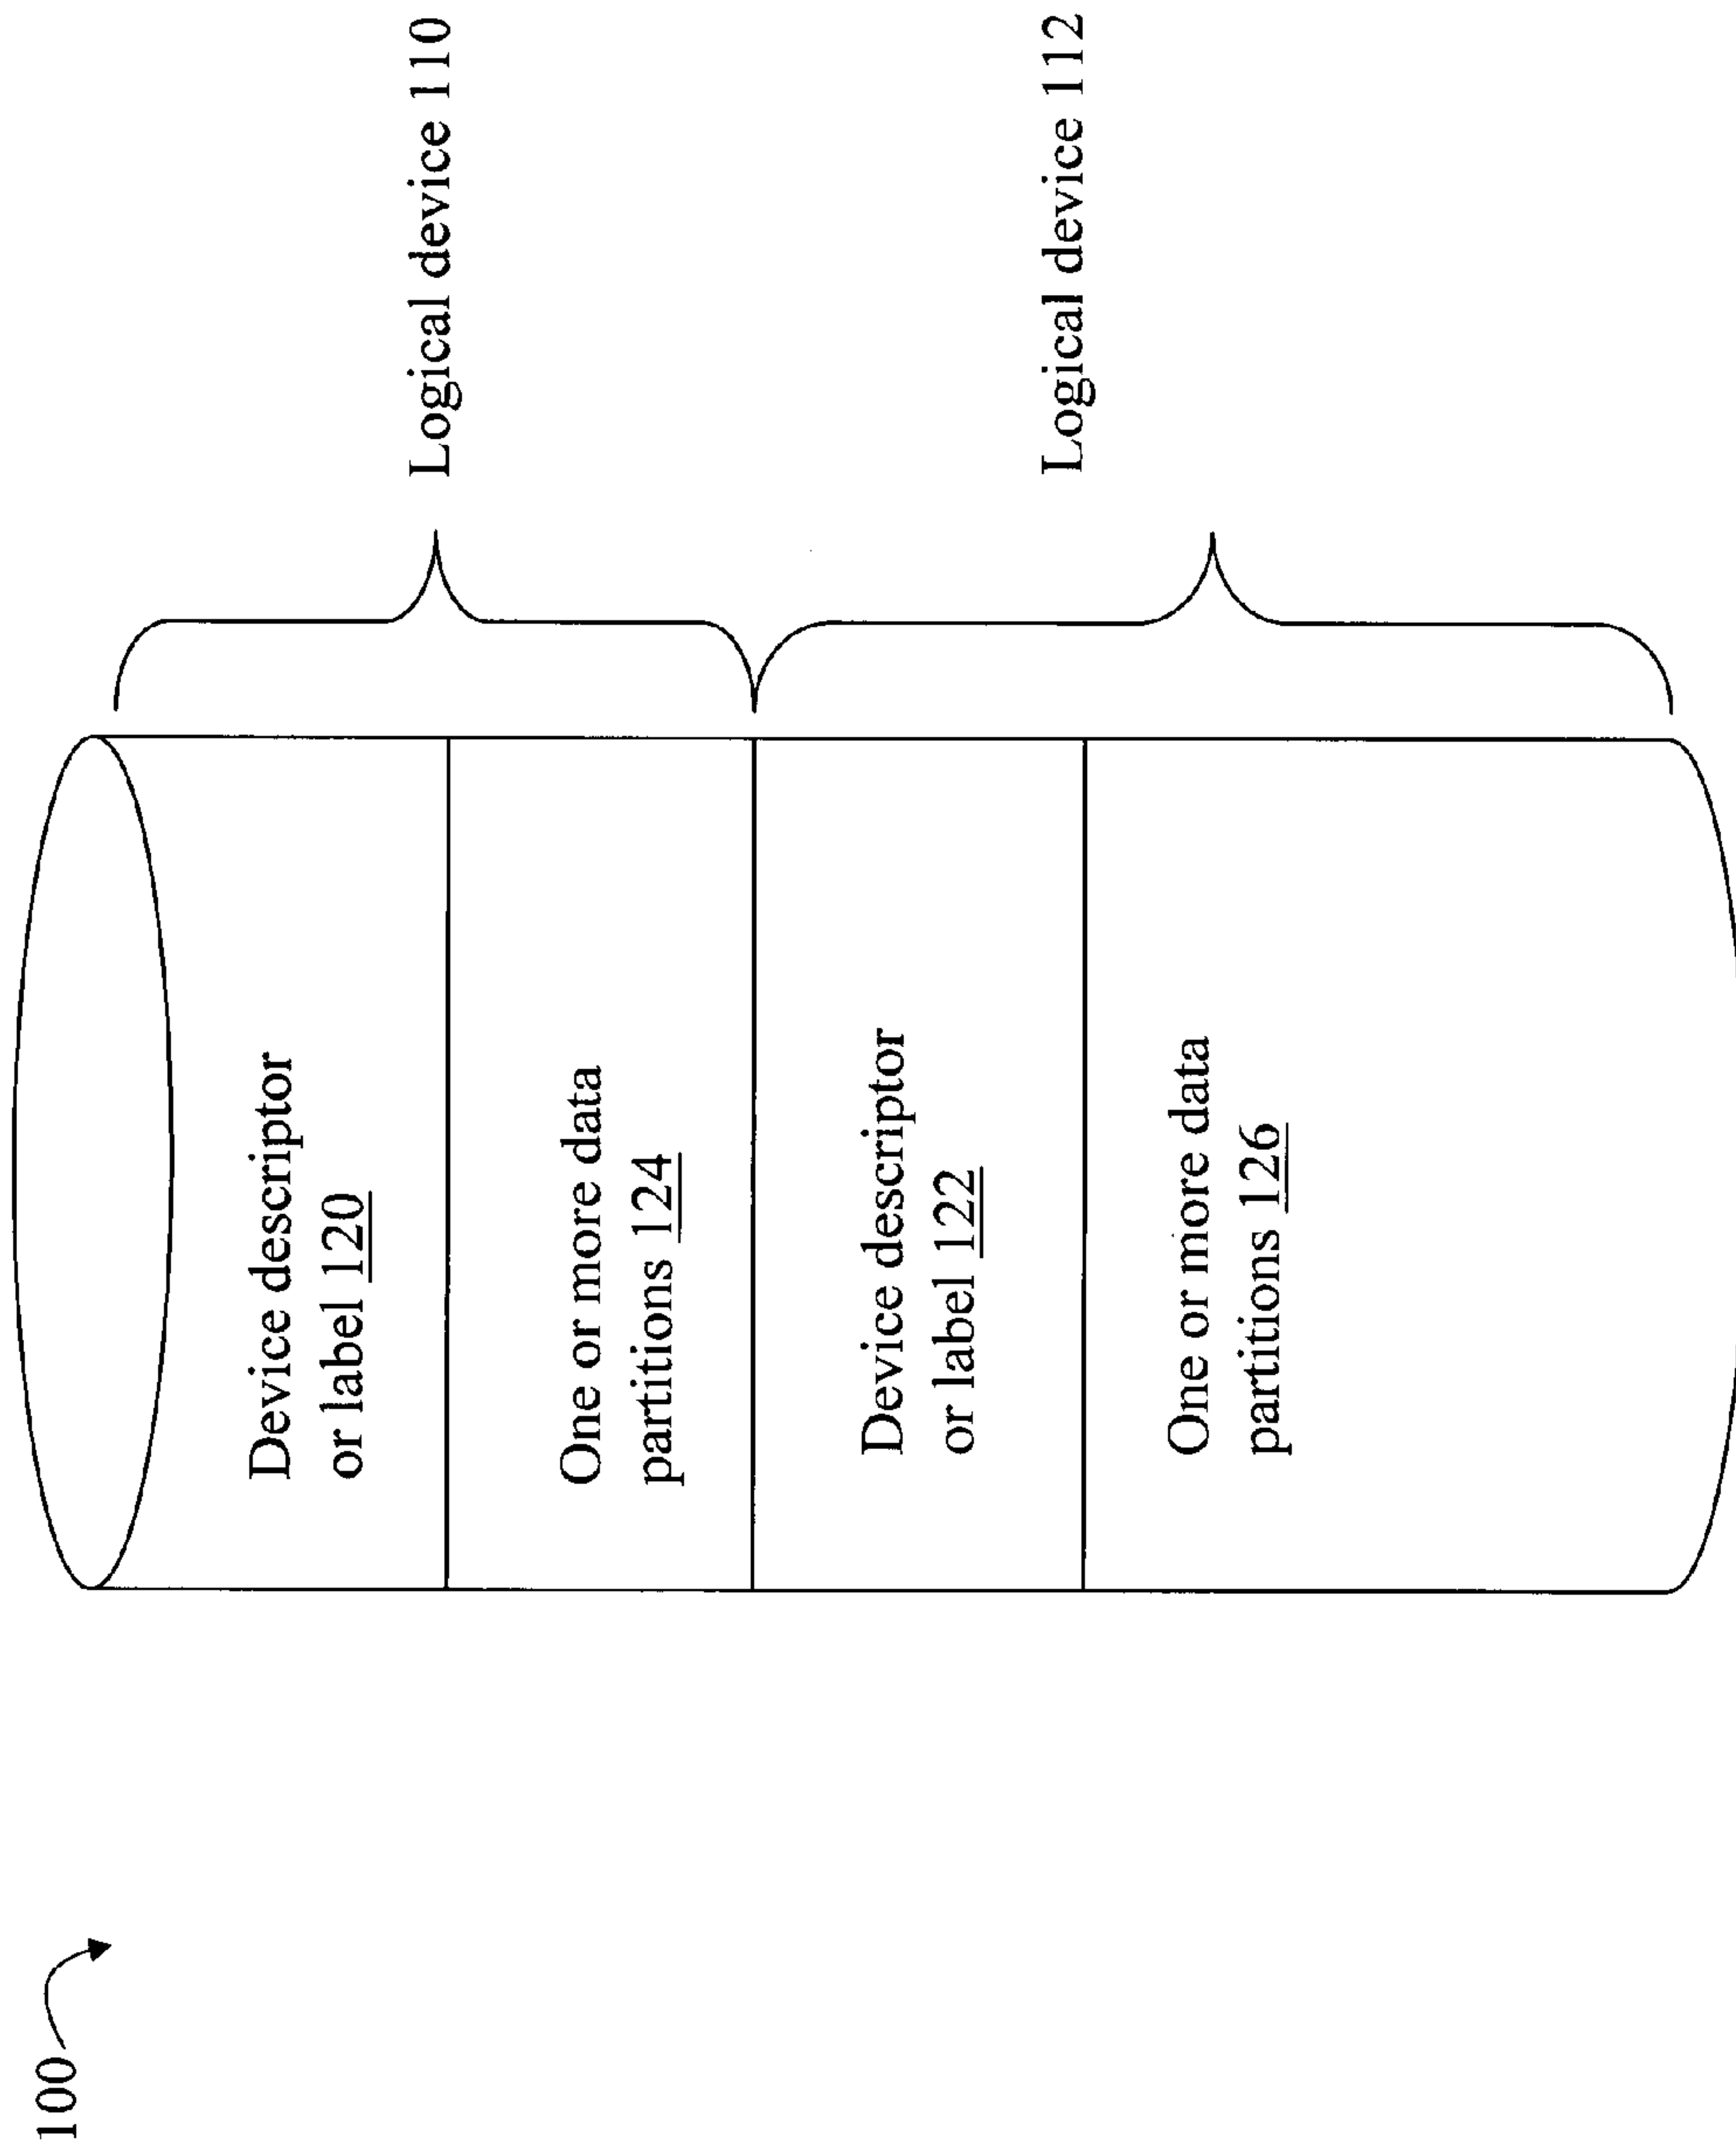 100
Device descriptor
or label 120
One or more data
partitions 124
Device descriptor
or label 122
One or more data
partitions 126
Logical device 110
Logical device 112